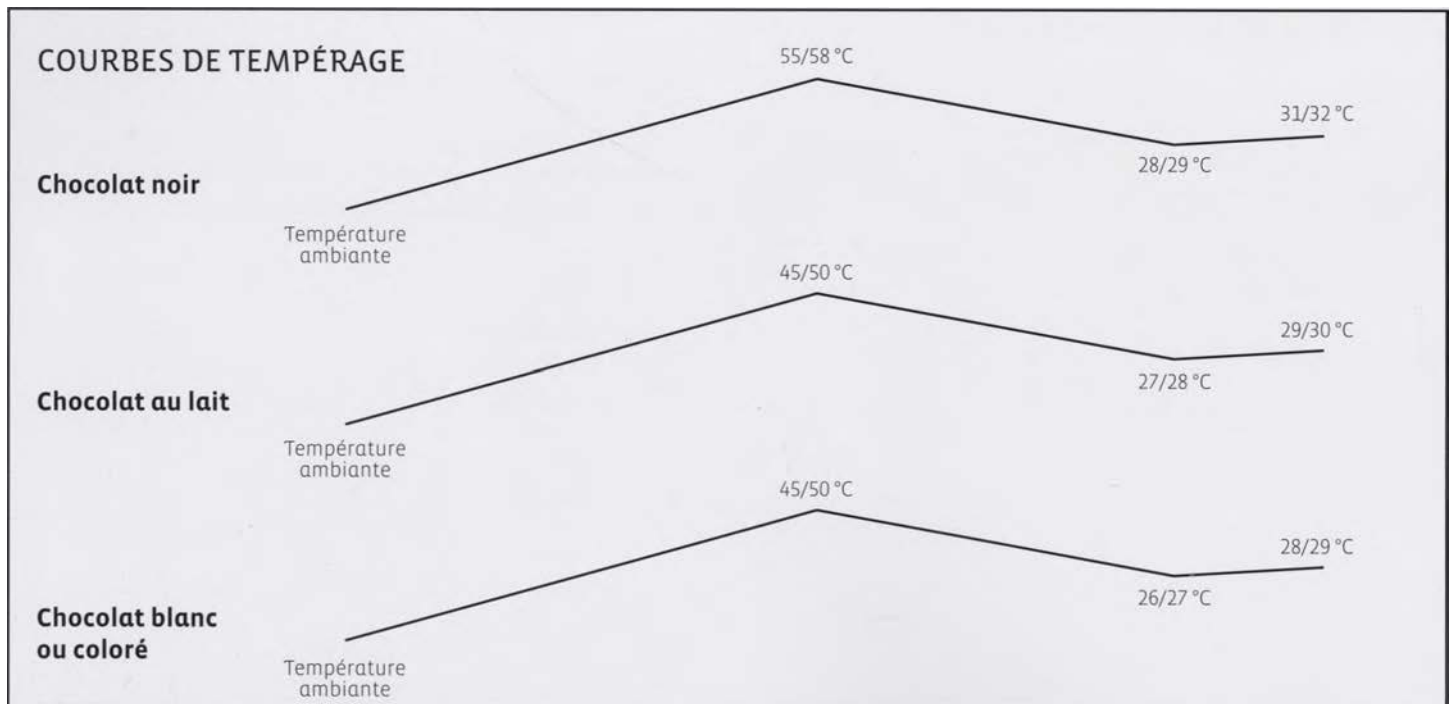 COURBES DE TEMPÉRAGE
55/58 °C
31/32 °C
28/29 °C
Chocolat noir
Température
ambiante
45/50 °C
29/30 °C
27/28 °C
Chocolat au lait
Température
ambiante
45/50 °C
28/29 °C
26/27 °C
Chocolat blanc
ou coloré
Température
ambiante